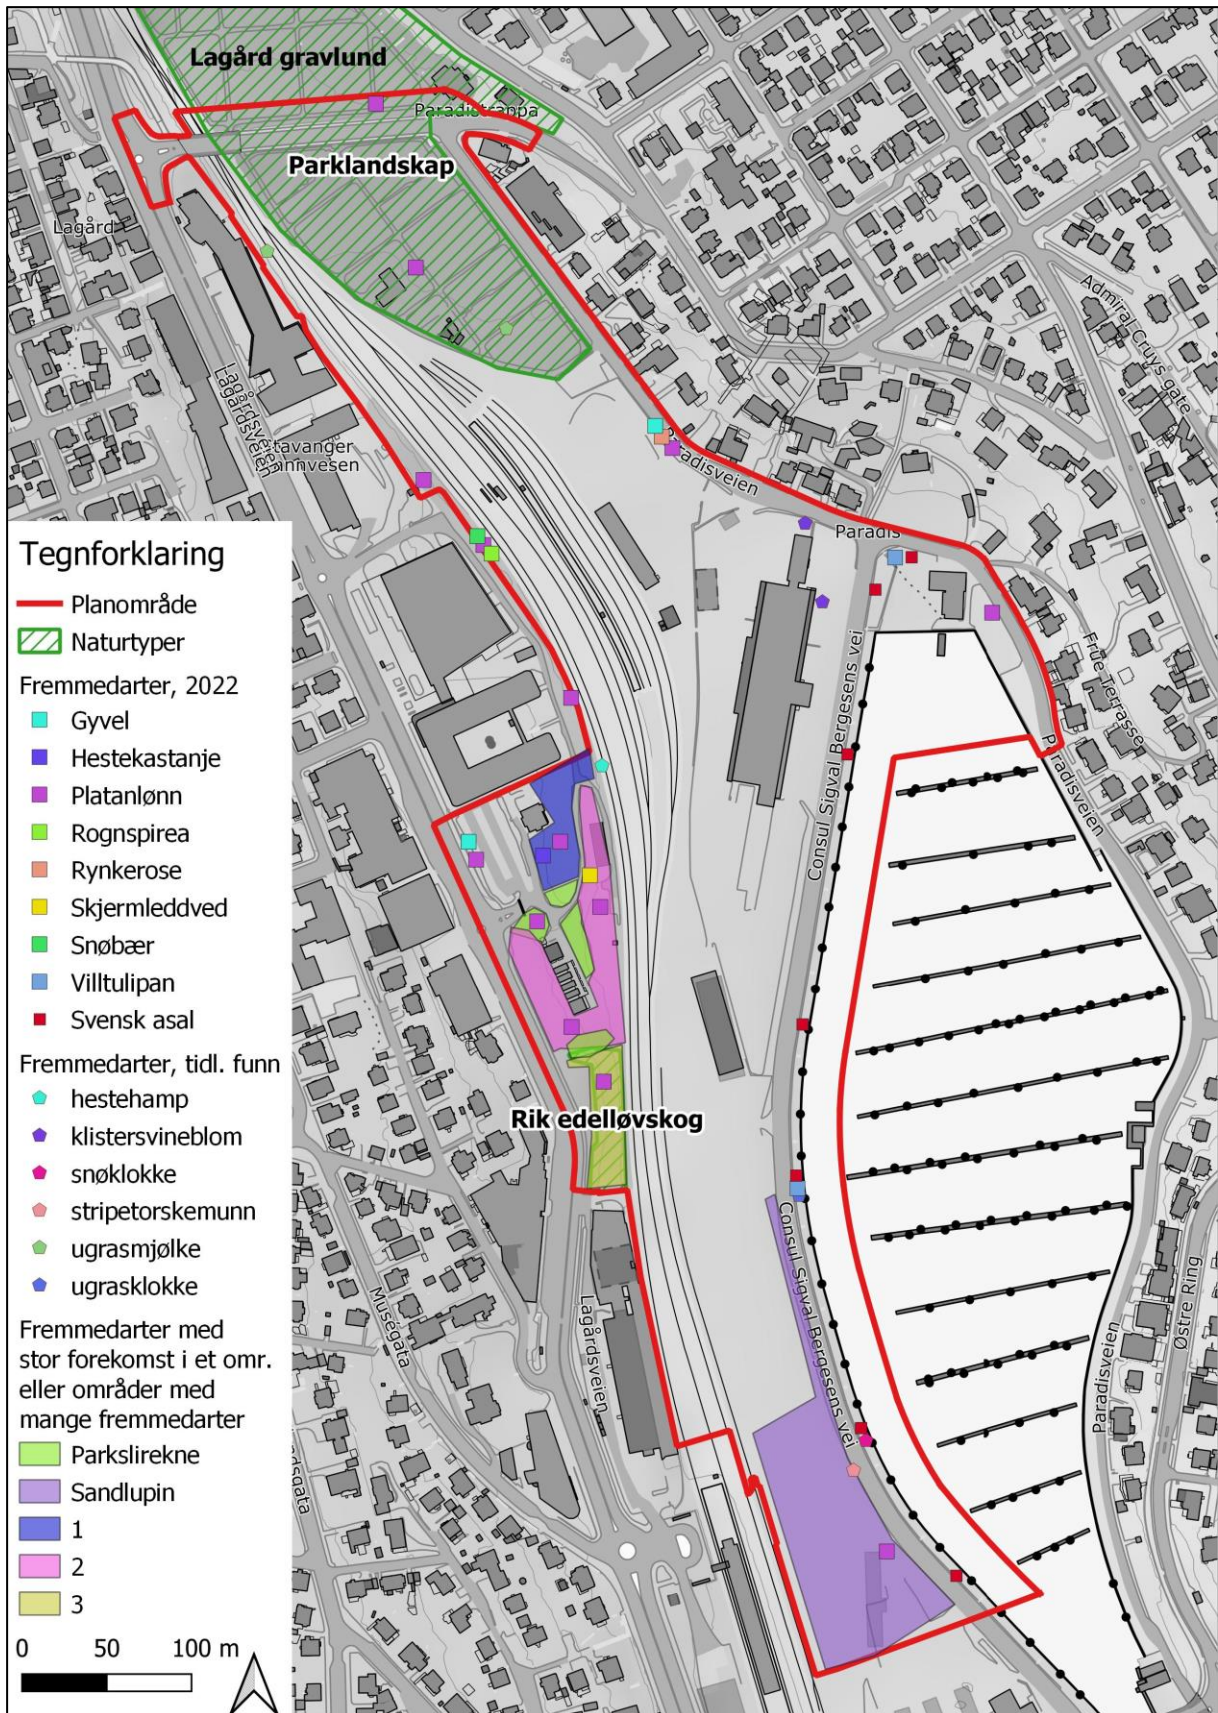 Lagård gravlund
Paradistrappa
Parklandskap
Lagård
Admiral Cruys gate
Lagårdsveien
Lagårdsveien
Paradisveien
Paradis
Frue Terrasse
Consul Sigval Bergesens vei
Paradisveien
Rik edelløvskog
Consul Sigval Bergesens vei
Musegata
Lagårdsveien
Østre Ring
Paradisveien
Tegnforklaring
Planområde
Naturtyper
Fremmedarter, 2022
Gyvel
Hestekastanje
Platanlønn
Rognspirea
Rynkerose
Skjermleddved
Snøbær
Villtulipan
Svensk asal
Fremmedarter, tidl. funn
hestehamp
klistersvineblom
snøklokke
stripetorskemunn
ugrasmjølke
ugrasklokke
Fremmedarter med
stor forekomst i et omr.
eller områder med
mange fremmedarter
Parkslirekne
Sandlupin
1
2
3
0 50 100 m